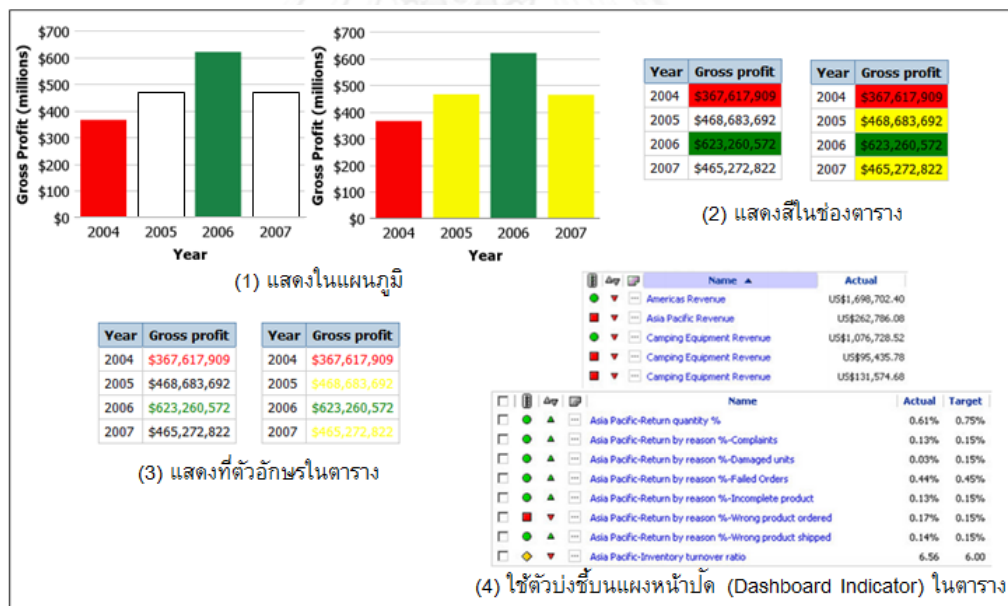 $700
$600
$500
$400
$300
$200
$100
$0
Gross Profit (millions)
2004 2005 2006 2007
Year
$700
$600
$500
$400
$300
$200
$100
$0
Gross Profit (millions)
2004 2005 2006 2007
Year
(1) แสดงในแผนภูมิ
Year Gross profit
2004 $367,617,909
2005 $468,683,692
2006 $623,260,572
2007 $465,272,822
Year Gross profit
2004 $367,617,909
2005 $468,683,692
2006 $623,260,572
2007 $465,272,822
(2) แสดงสีในช่องตาราง
Year Gross profit
2004 $367,617,909
2005 $468,683,692
2006 $623,260,572
2007 $465,272,822
Year Gross profit
2004 $367,617,909
2005 $468,683,692
2006 $623,260,572
2007 $465,272,822
(3) แสดงที่ตัวอักษรในตาราง
Name Actual
Americas Revenue US$1,698,702.40
Asia Pacific Revenue US$262,786.08
Camping Equipment Revenue US$1,076,728.52
Camping Equipment Revenue US$95,435.78
Camping Equipment Revenue US$131,574.68
Name Actual Target
Asia Pacific-Return quantity % 0.61% 0.75%
Asia Pacific-Return by reason %-Complaints 0.13% 0.15%
Asia Pacific-Return by reason %-Damaged units 0.03% 0.15%
Asia Pacific-Return by reason %-Failed Orders 0.44% 0.45%
Asia Pacific-Return by reason %-Incomplete product 0.13% 0.15%
Asia Pacific-Return by reason %-Wrong product ordered 0.17% 0.15%
Asia Pacific-Return by reason %-Wrong product shipped 0.14% 0.15%
Asia Pacific-Inventory turnover ratio 6.56 6.00
(4) ใช้ตัวบ่งชี้บนแผงหน้าปัด (Dashboard Indicator) ในตาราง